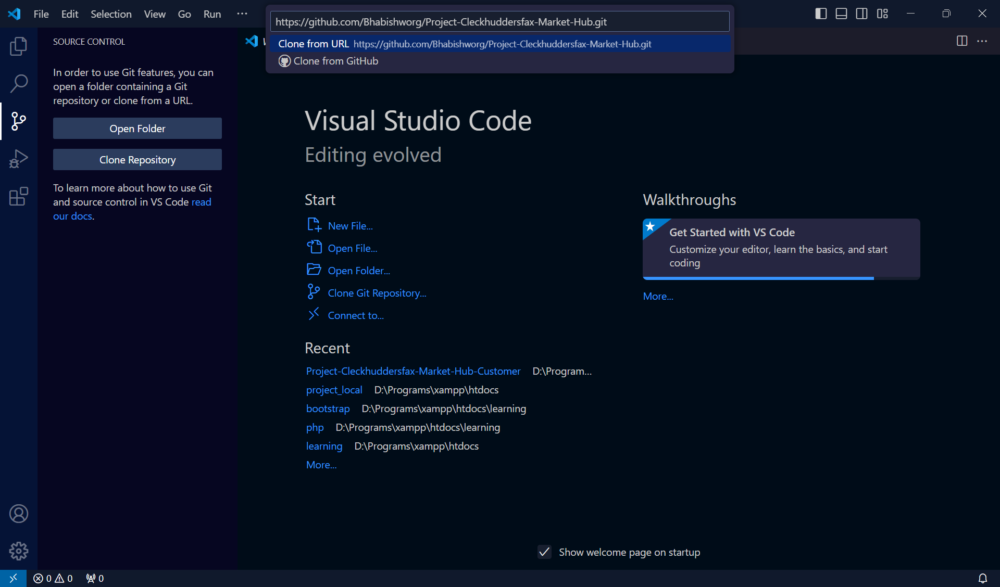 File Edit Selection View Go Run ···
https://github.com/Bhabishworg/Project-Cleckhuddersfax-Market-Hub.git
Clone from URL https://github.com/Bhabishworg/Project-Cleckhuddersfax-Market-Hub.git
Clone from GitHub
SOURCE CONTROL
In order to use Git features, you can
open a folder containing a Git
repository or clone from a URL.
Open Folder
Clone Repository
To learn more about how to use Git
and source control in VS Code read
our docs.
Visual Studio Code
Editing evolved
Start
New File...
Open File...
Open Folder...
Clone Git Repository...
Connect to...
Recent
Project-Cleckhuddersfax-Market-Hub-Customer D:\Program...
project_local D:\Programs\xampp\htdocs
bootstrap D:\Programs\xampp\htdocs\learning
php D:\Programs\xampp\htdocs\learning
learning D:\Programs\xampp\htdocs
More...
Walkthroughs
Get Started with VS Code
Customize your editor, learn the basics, and start
coding
More...
Show welcome page on startup
0 0 0